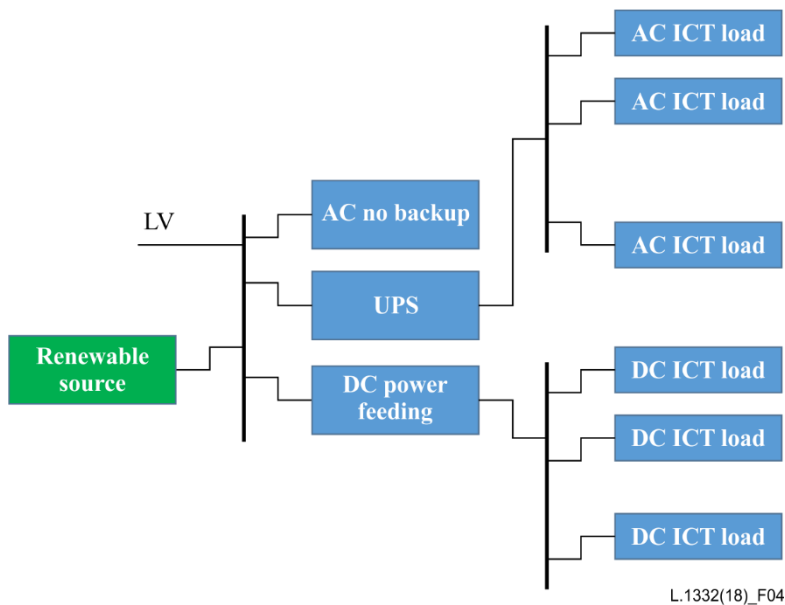 AC ICT load
AC ICT load
AC ICT load
LV
AC no backup
UPS
Renewable
source
DC power
feeding
DC ICT load
DC ICT load
DC ICT load
L.1332(18)_F04